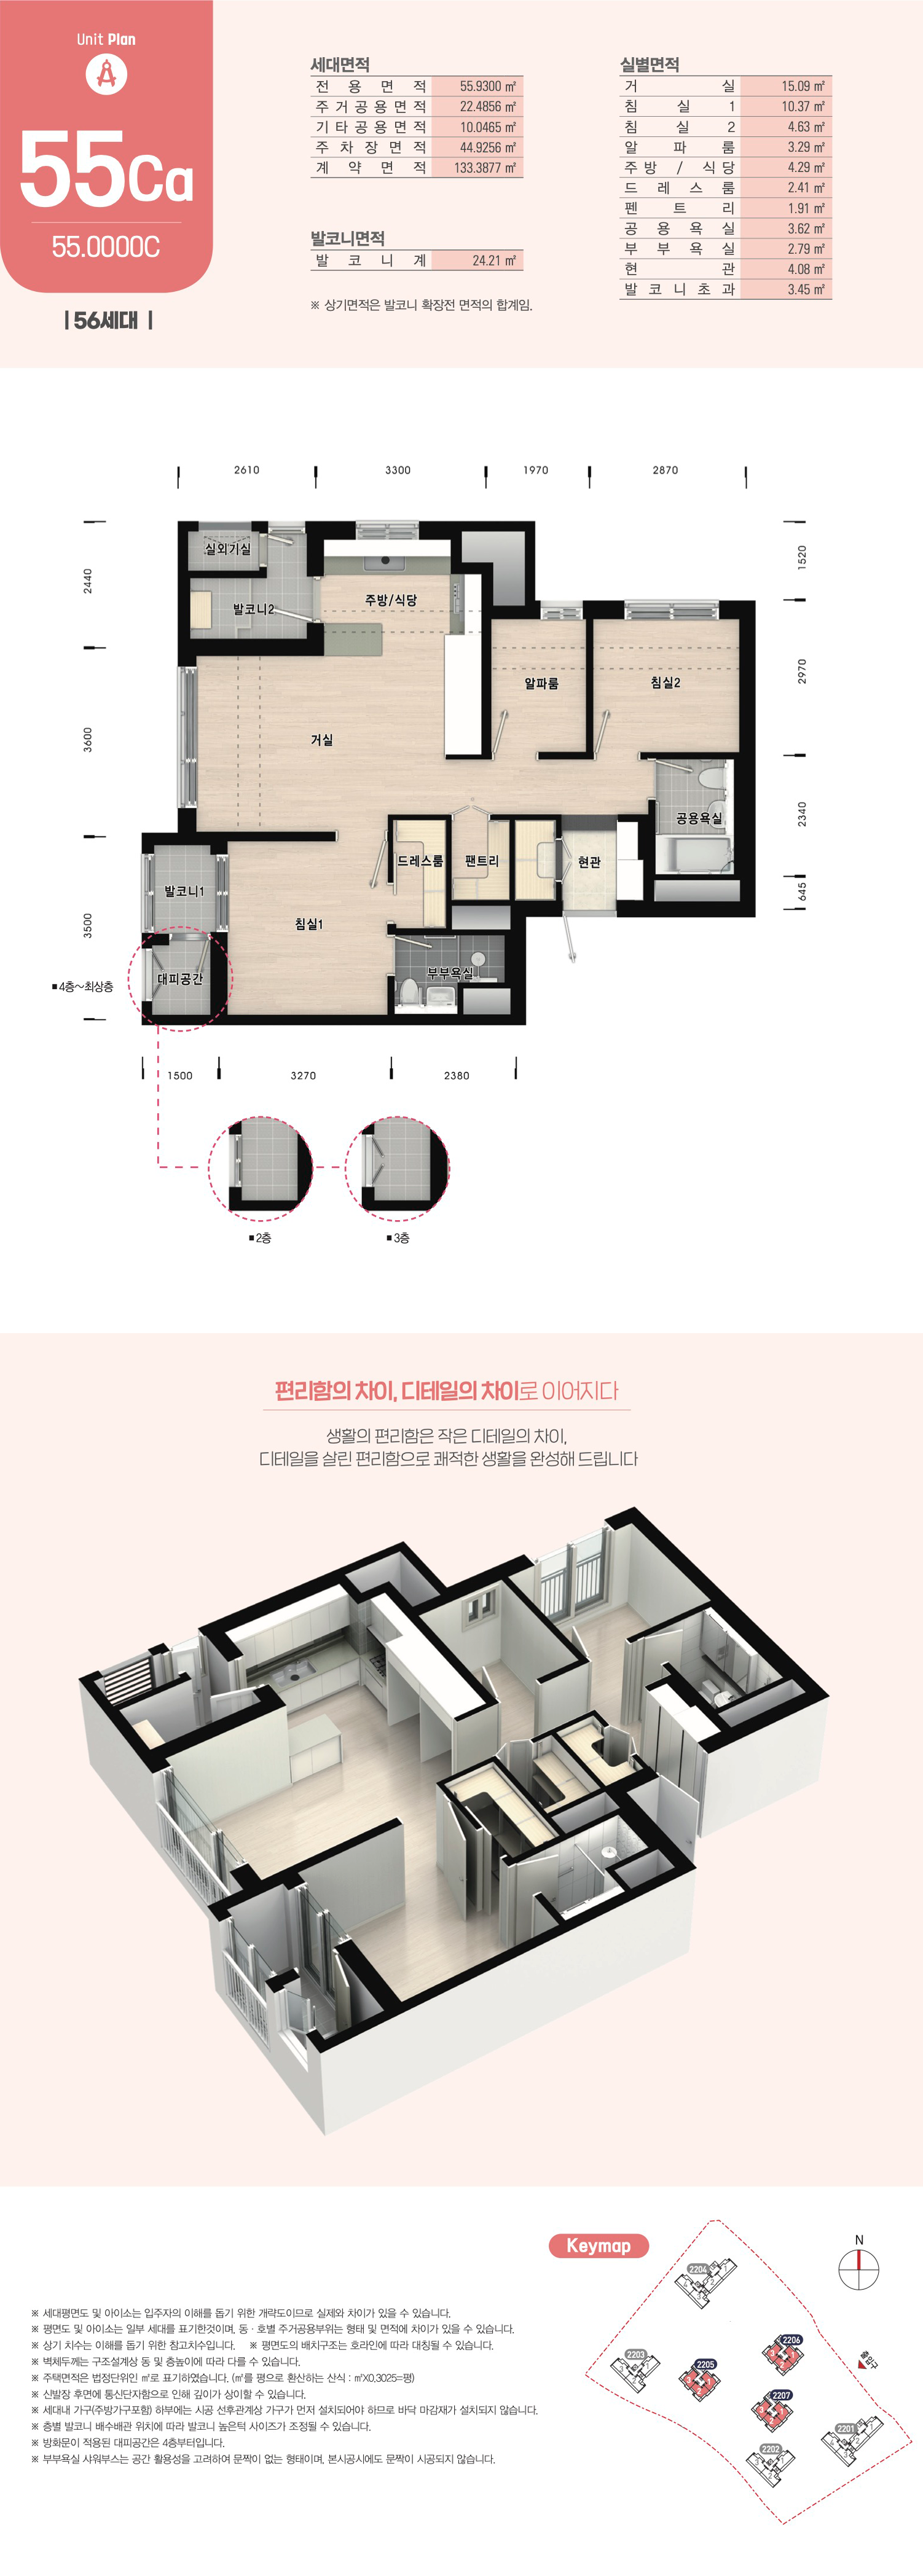 Unit Plan
55Ca
55.0000C
| 56세대 |
세대면적
전용면적 55.9300 ㎡
주거공용면적 22.4856 ㎡
기타공용면적 10.0465 ㎡
주차장면적 44.9256 ㎡
계약면적 133.3877 ㎡
발코니면적
발코니계 24.21 ㎡
※ 상기면적은 발코니 확장전 면적의 합계임.
실별면적
거실 15.09 ㎡
침실1 10.37 ㎡
침실2 4.63 ㎡
알파룸 3.29 ㎡
주방/식당 4.29 ㎡
드레스룸 2.41 ㎡
펜트리 1.91 ㎡
공용욕실 3.62 ㎡
부부욕실 2.79 ㎡
현관 4.08 ㎡
발코니초과 3.45 ㎡
2610 3300 1970 2870
2440
3600
3500
1520
2970
2340
645
실외기실
발코니2
주방/식당
알파룸
침실2
거실
공용욕실
드레스룸
팬트리
현관
발코니1
침실1
부부욕실
대피공간
■ 4층~최상층
1500 3270 2380
■ 2층
■ 3층
편리함의 차이, 디테일의 차이로 이어지다
생활의 편리함은 작은 디테일의 차이,
디테일을 살린 편리함으로 쾌적한 생활을 완성해 드립니다
Keymap
N
2204
2203
2205
2206
2207
2201
2202
출입구
※ 세대평면도 및 아이소는 입주자의 이해를 돕기 위한 개략도이므로 실제와 차이가 있을 수 있습니다.
※ 평면도 및 아이소는 일부 세대를 표기한것이며, 동·호별 주거공용부위는 형태 및 면적에 차이가 있을 수 있습니다.
※ 상기 치수는 이해를 돕기 위한 참고치수입니다. ※ 평면도의 배치구조는 호라인에 따라 대칭될 수 있습니다.
※ 벽체두께는 구조설계상 동 및 층높이에 따라 다를 수 있습니다.
※ 주택면적은 법정단위인 ㎡로 표기하였습니다. (㎡를 평으로 환산하는 산식 : ㎡X0.3025=평)
※ 신발장 후면에 통신단자함으로 인해 깊이가 상이할 수 있습니다.
※ 세대내 가구(주방가구포함) 하부에는 시공 선후관계상 가구가 먼저 설치되어야 하므로 바닥 마감재가 설치되지 않습니다.
※ 층별 발코니 배수배관 위치에 따라 발코니 높은턱 사이즈가 조정될 수 있습니다.
※ 방화문이 적용된 대피공간은 4층부터입니다.
※ 부부욕실 샤워부스는 공간 활용성을 고려하여 문짝이 없는 형태이며, 본시공시에도 문짝이 시공되지 않습니다.